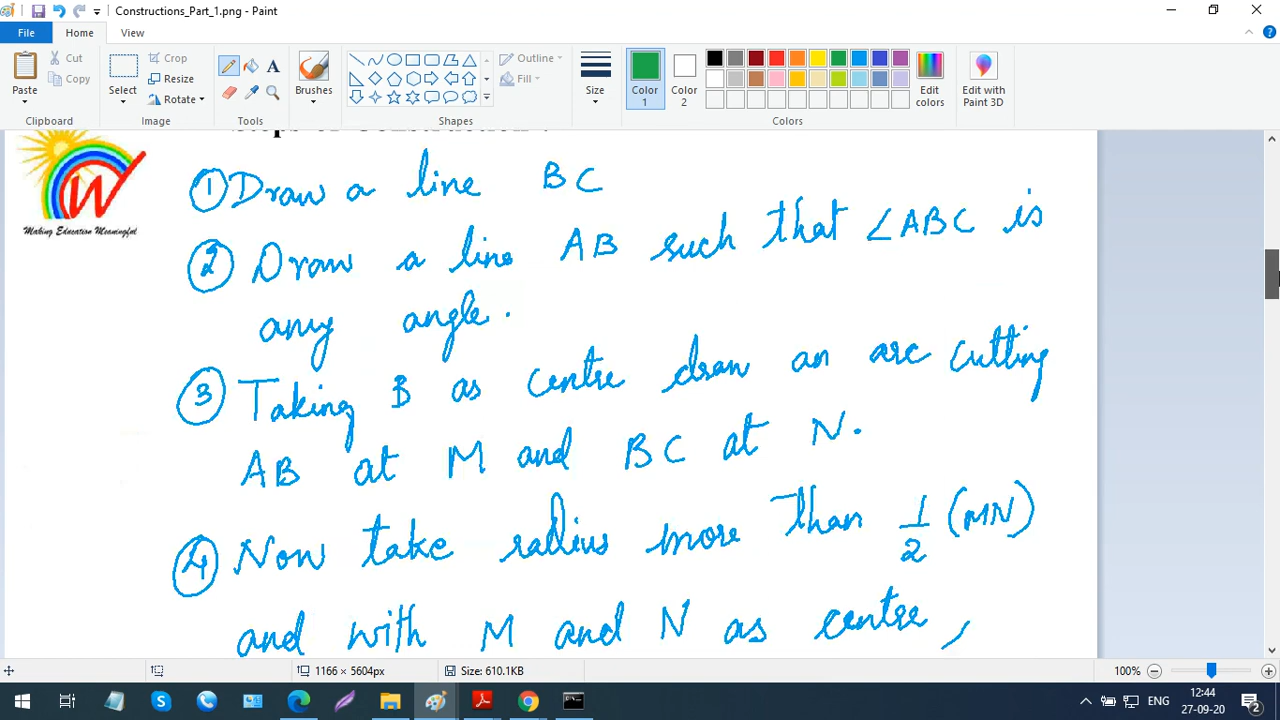 Constructions_Part_1.png - Paint
File Home View
Cut
Copy
Paste
Clipboard
Select
Crop
Resize
Rotate
Image
Tools
Brushes
Shapes
Outline
Fill
Size
Color 1
Color 2
Edit colors
Edit with Paint 3D
Colors
Steps of Construction :
W
Making Education Meaningful
① Draw a line BC
② Draw a line AB such that ∠ABC is
any angle.
③ Taking B as centre draw an arc cutting
AB at M and BC at N.
④ Now take radius more than 1/2 (MN)
and with M and N as centre,
1166 × 5604px
Size: 610.1KB
100%
ENG
12:44
27-09-20
2